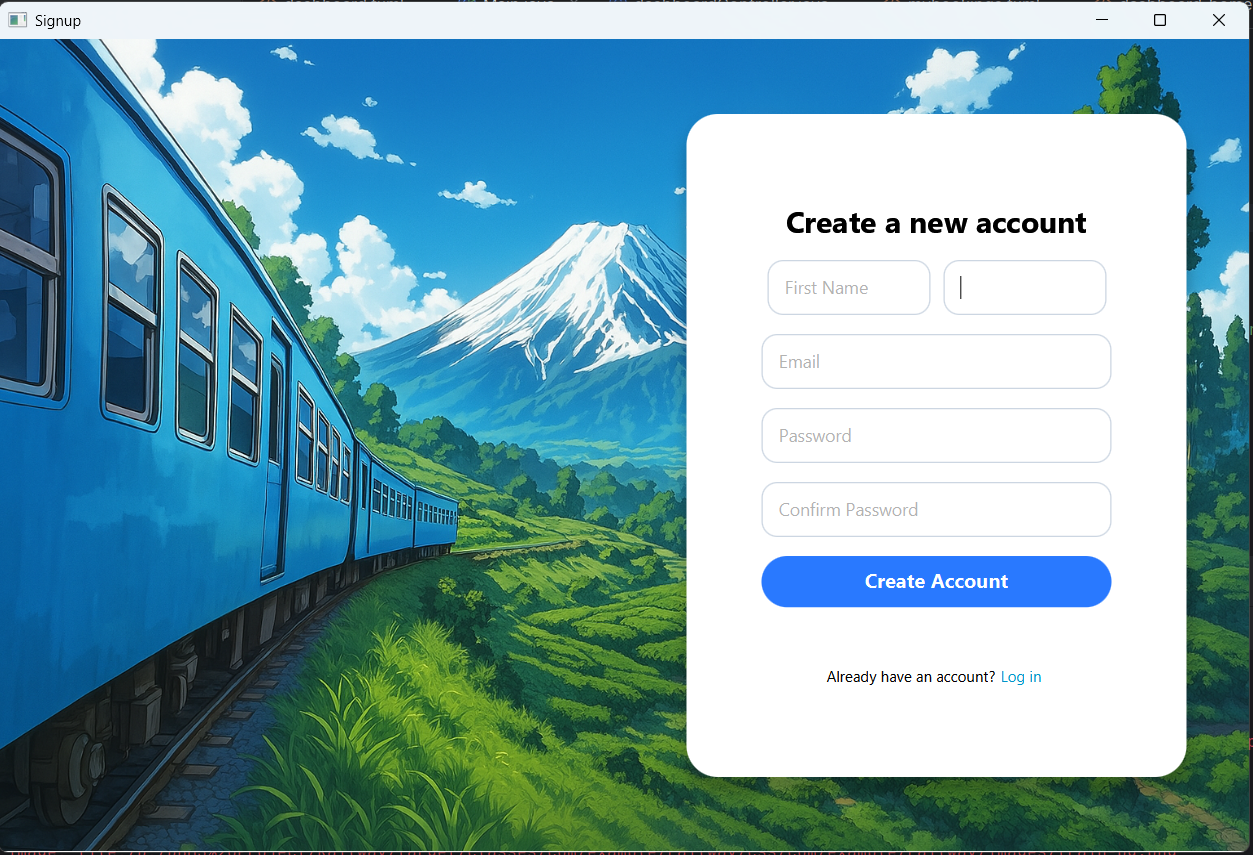 Signup
Create a new account
First Name
Email
Password
Confirm Password
Create Account
Already have an account? Log in